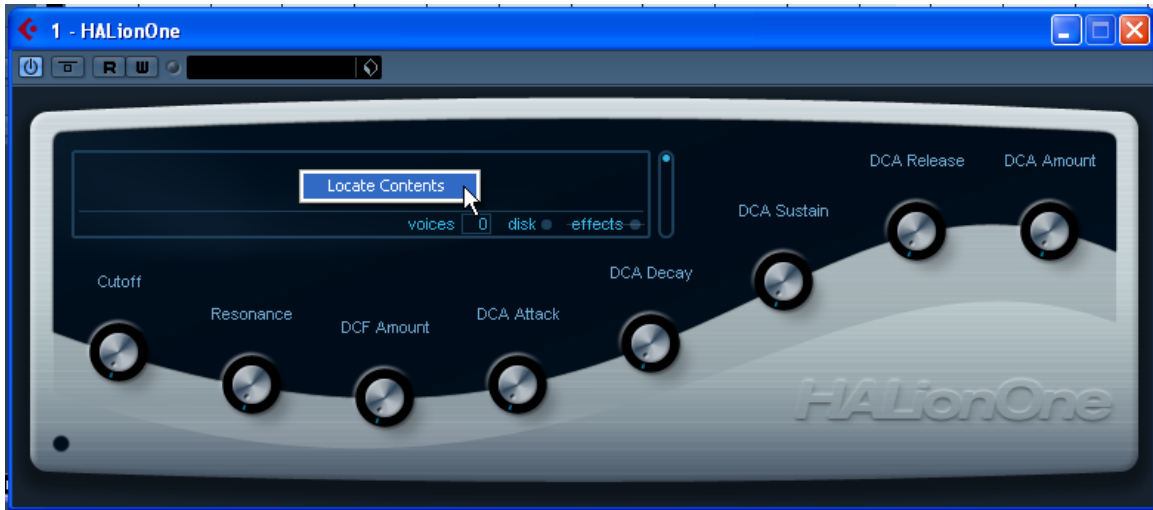 1 - HALionOne
R W
Locate Contents
voices 0 disk effects
DCA Release DCA Amount
DCA Sustain
DCA Decay
Cutoff
Resonance
DCF Amount
DCA Attack
HALionOne